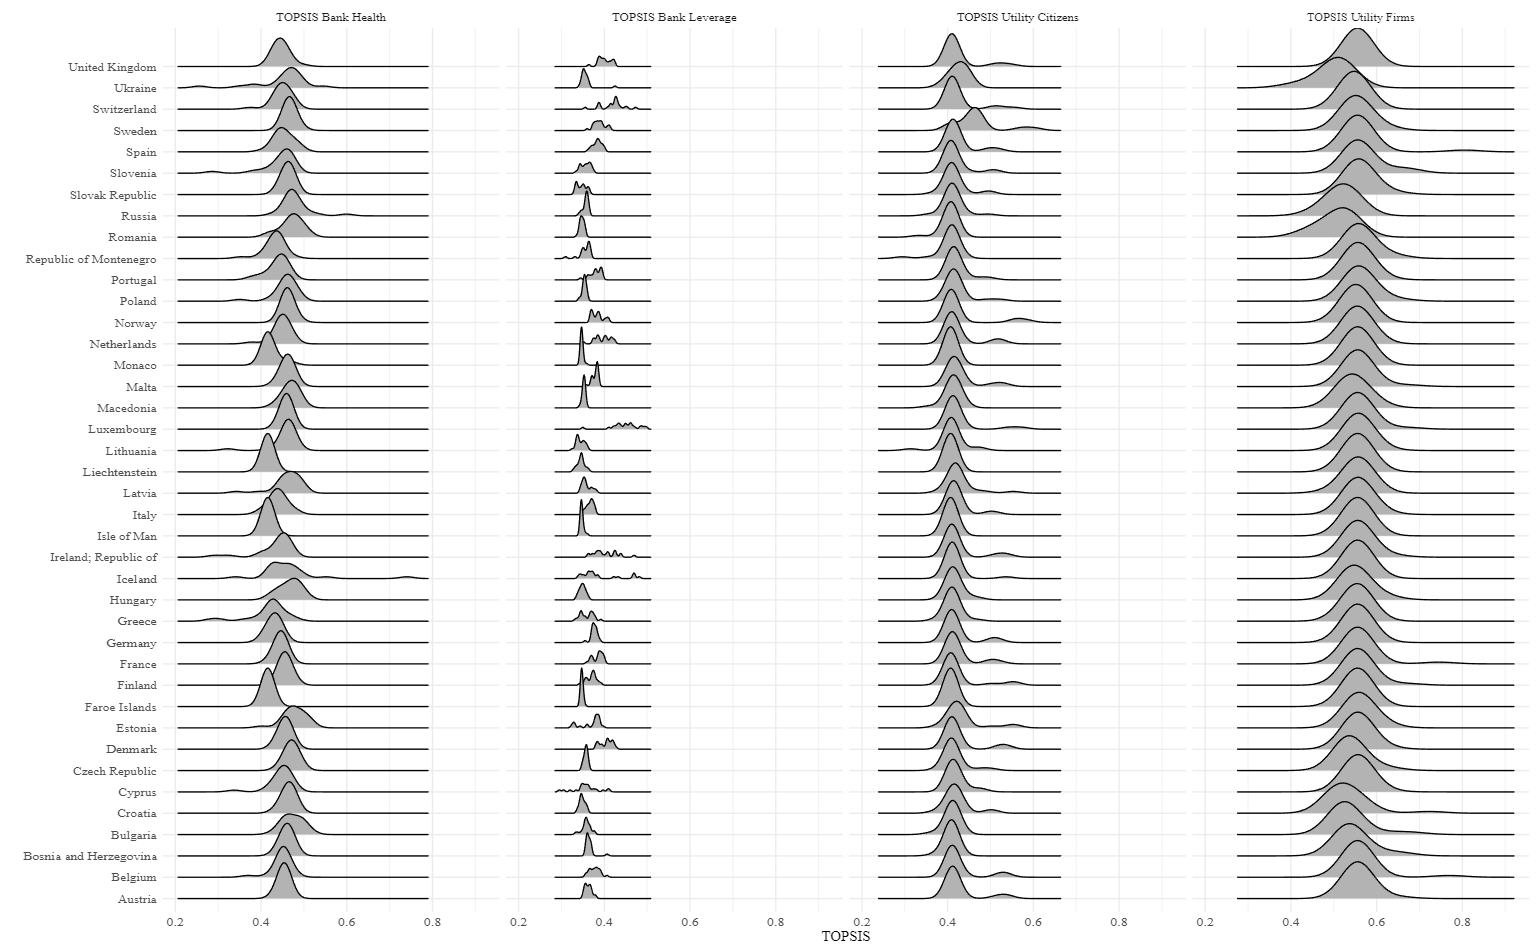 TOPSIS Bank Health TOPSIS Bank Leverage TOPSIS Utility Citizens TOPSIS Utility Firms
United Kingdom
Ukraine
Switzerland
Sweden
Spain
Slovenia
Slovak Republic
Russia
Romania
Republic of Montenegro
Portugal
Poland
Norway
Netherlands
Monaco
Malta
Macedonia
Luxembourg
Lithuania
Liechtenstein
Latvia
Italy
Isle of Man
Ireland; Republic of
Iceland
Hungary
Greece
Germany
France
Finland
Faroe Islands
Estonia
Denmark
Czech Republic
Cyprus
Croatia
Bulgaria
Bosnia and Herzegovina
Belgium
Austria
0.2 0.4 0.6 0.8 0.2 0.4 0.6 0.8 0.2 0.4 0.6 0.8 0.2 0.4 0.6 0.8
TOPSIS